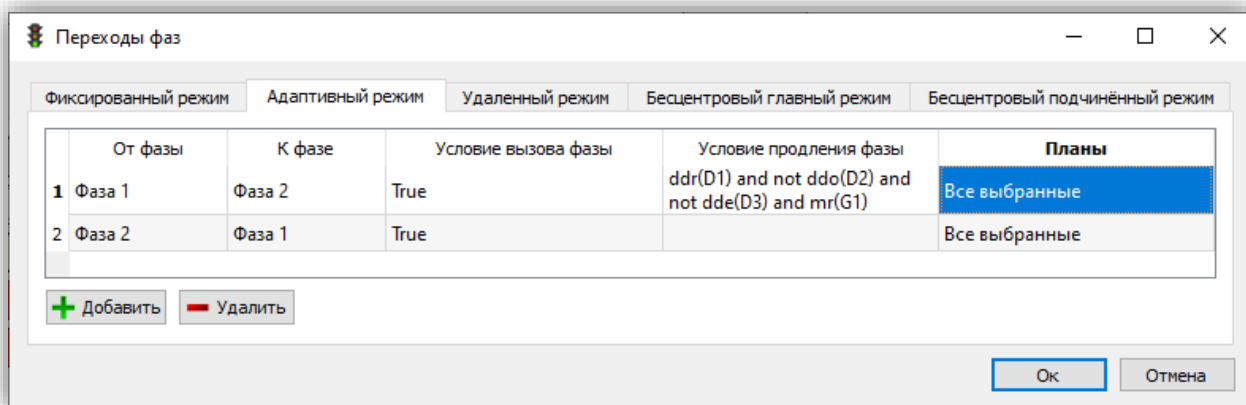 Переходы фаз
Фиксированный режим Адаптивный режим Удаленный режим Бесцентровый главный режим Бесцентровый подчинённый режим
От фазы К фазе Условие вызова фазы Условие продления фазы Планы
1 Фаза 1 Фаза 2 True ddr(D1) and not ddo(D2) and
not dde(D3) and mr(G1) Все выбранные
2 Фаза 2 Фаза 1 True Все выбранные
Добавить Удалить
Ок Отмена